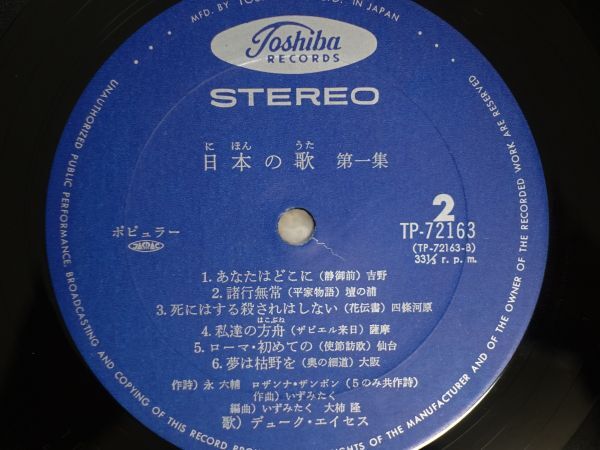 MFD. BY TOSHIBA
IN JAPAN
Toshiba
RECORDS
STEREO
にほん うた
日本の歌 第一集
2
ポピュラー
TP-72163
(TP-72163-B)
33⅓ r. p. m.
1. あなたはどこに (静御前) 吉野
2. 諸行無常 (平家物語) 壇の浦
3. 死にはする殺されはしない (花伝書) 四條河原
はこぶね
4. 私達の方舟 (ザビエル来日) 薩摩
5. ローマ・初めての (使節訪欧) 仙台
6. 夢は枯野を (奥の細道) 大阪
作詩) 永 六輔 ロザンナ・ザンボン (5のみ共作詩)
作曲) いずみたく
編曲) いずみたく 大柿 隆
歌) デューク・エイセス
UNAUTHORIZED PUBLIC PERFORMANCE, BROADCASTING AND COPYING OF THIS RECORD
RIGHTS OF THE MANUFACTURER AND OF THE OWNER OF THE RECORDED WORK ARE RESERVED